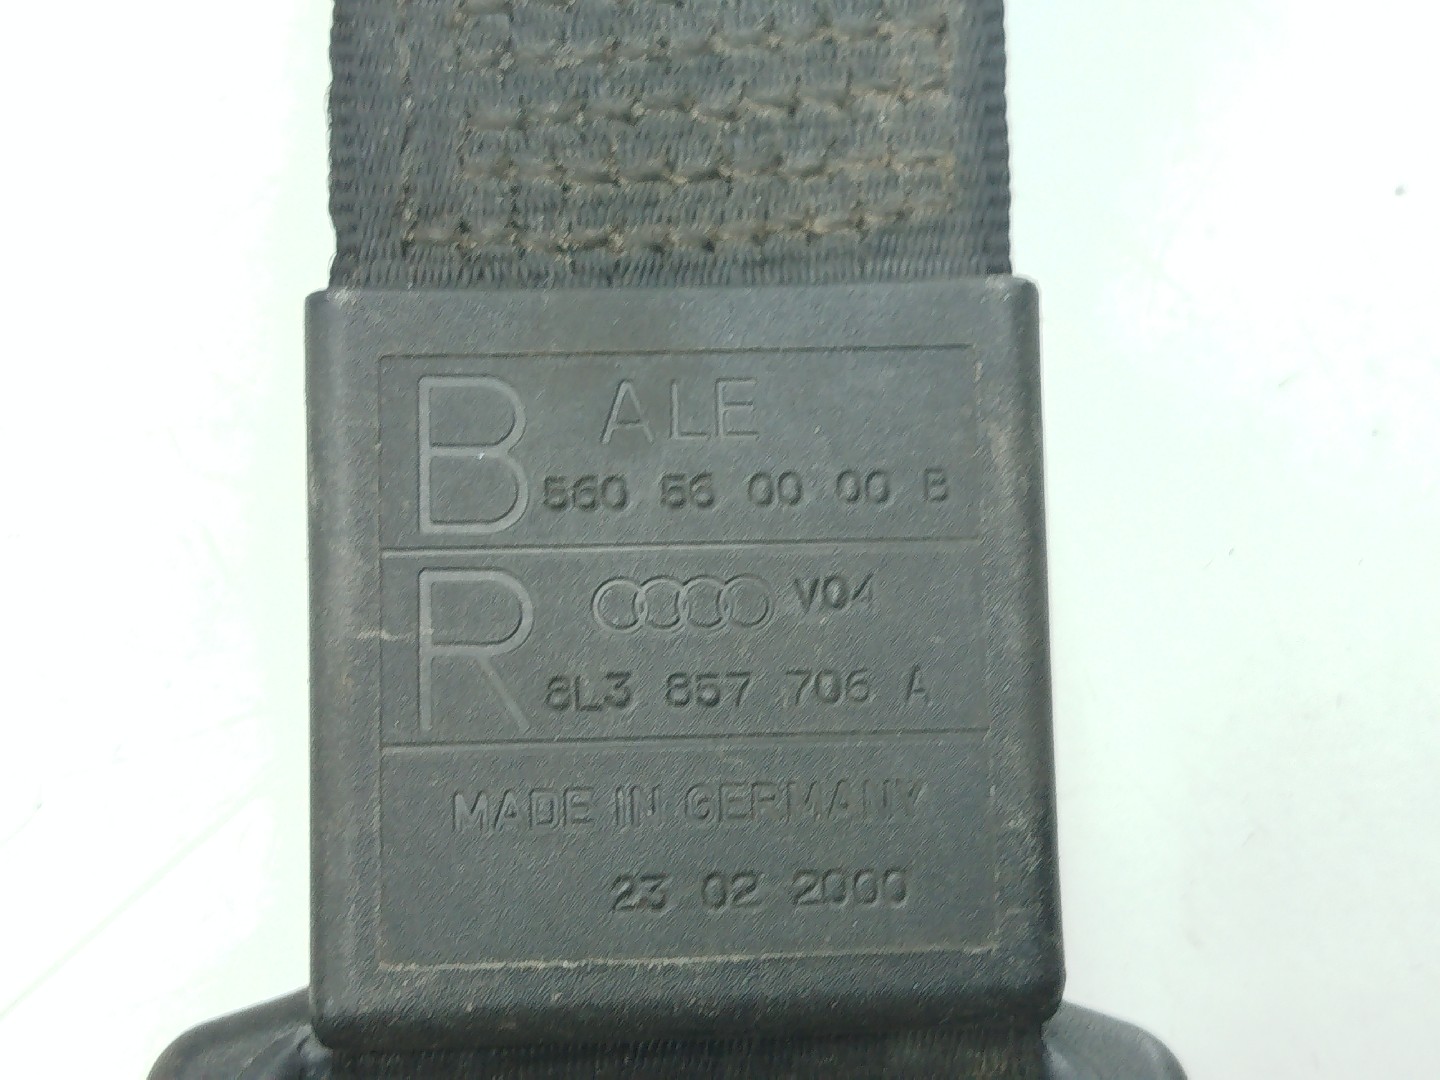 B ALE
560 56 00 00 B
R V04
8L3 857 706 A
MADE IN GERMANY
23 02 2000